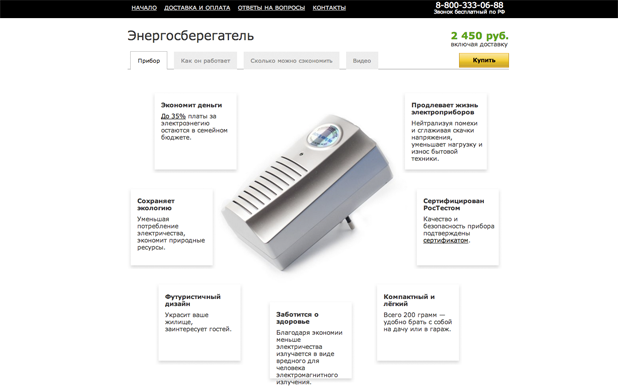 НАЧАЛО ДОСТАВКА И ОПЛАТА ОТВЕТЫ НА ВОПРОСЫ КОНТАКТЫ
8-800-333-06-88
Звонок бесплатный по РФ
Энергосберегатель
2 450 руб.
включая доставку
Прибор Как он работает Сколько можно сэкономить Видео
Купить
Экономит деньги
До 35% платы за
электроэнегию
остаются в семейном
бюджете.
Продлевает жизнь
электроприборов
Нейтрализуя помехи
и сглаживая скачки
напряжения,
уменьшает нагрузку и
износ бытовой
техники.
Сохраняет
экологию
Уменьшая
потребление
электричества,
экономит природные
ресурсы.
Сертифицирован
РосТестом
Качество и
безопасность прибора
подтверждены
сертификатом.
Футуристичный
дизайн
Украсит ваше
жилище,
заинтересует гостей.
Заботится о
здоровье
Благодаря экономии
меньше
электричества
излучается в виде
вредного для
человека
электромагнитного
излучения.
Компактный и
лёгкий
Всего 200 грамм —
удобно брать с собой
на дачу или в гараж.